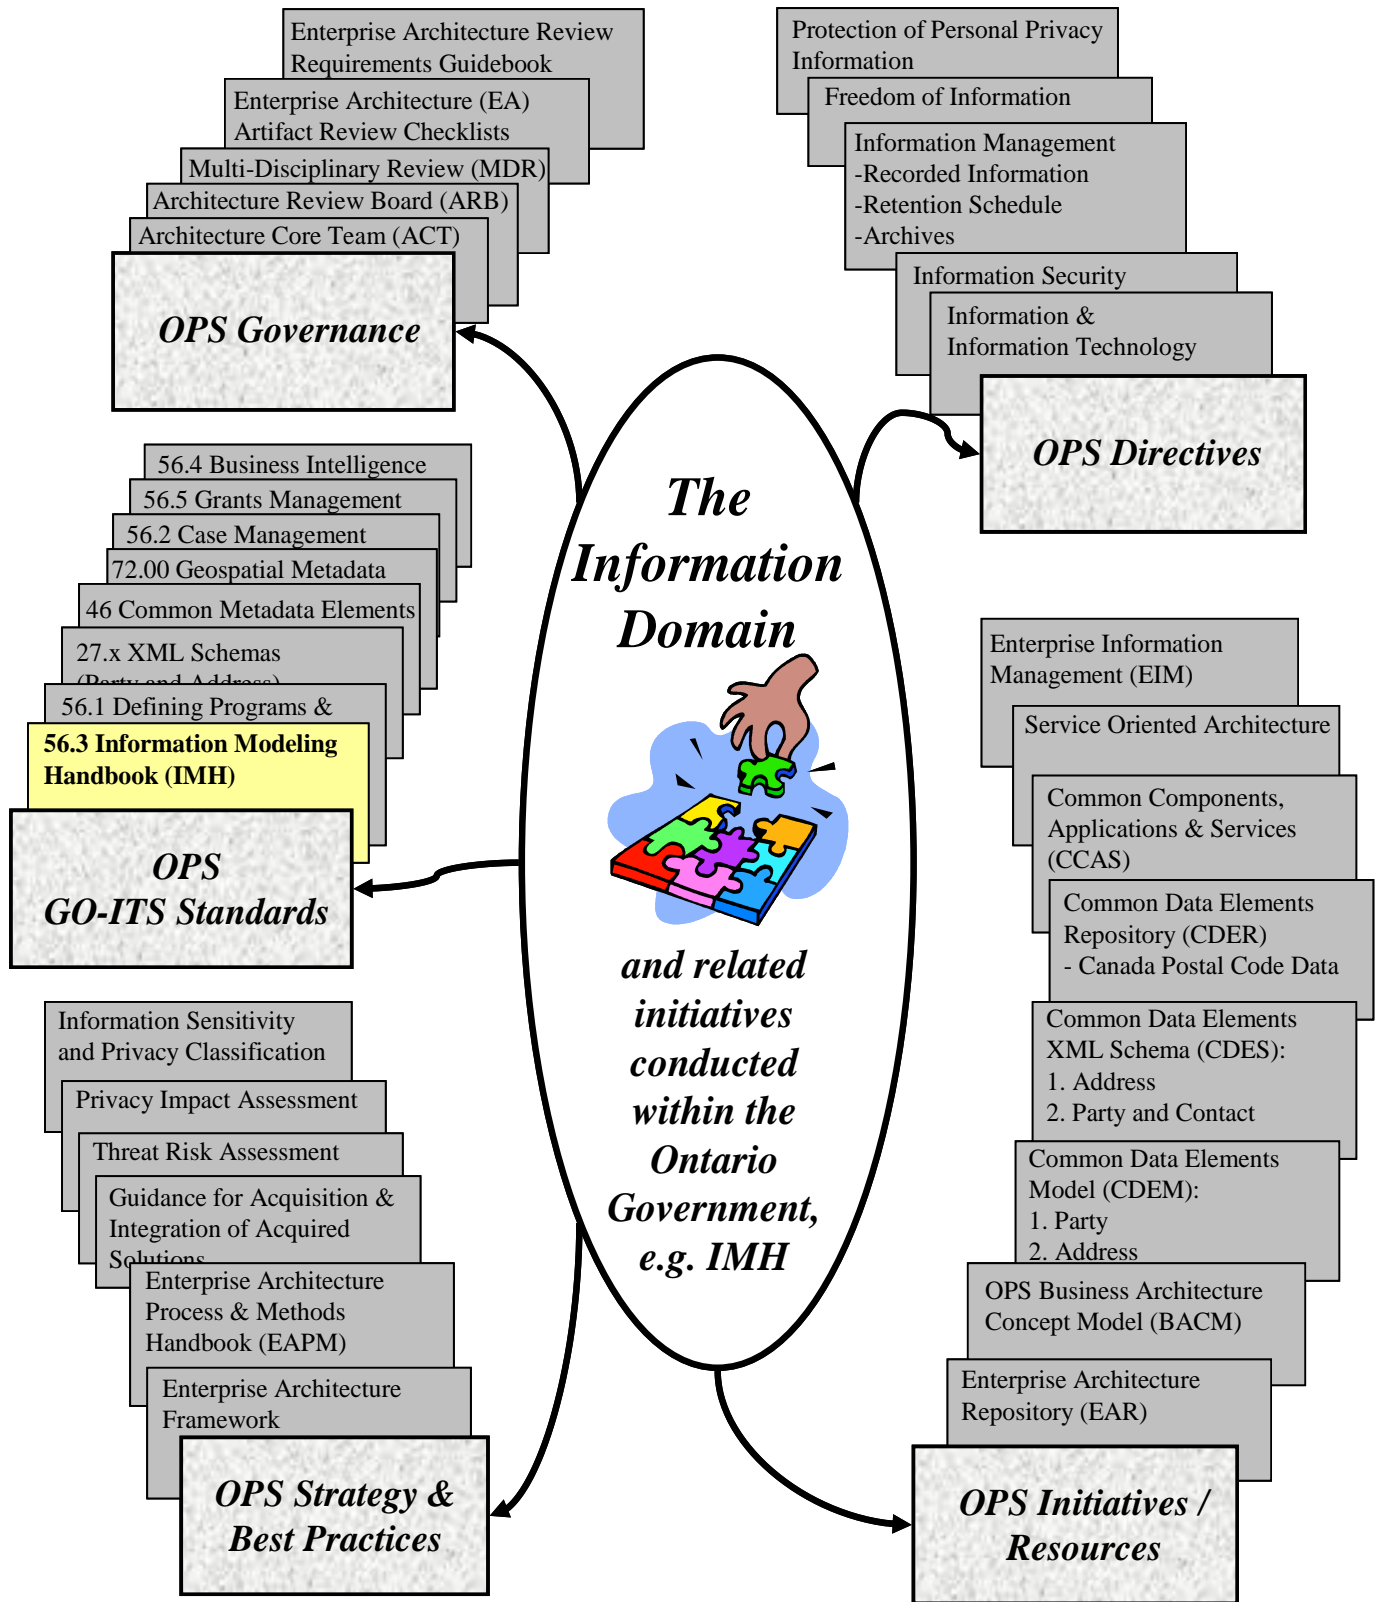 Enterprise Architecture Review
Requirements Guidebook
Enterprise Architecture (EA)
Artifact Review Checklists
Multi-Disciplinary Review (MDR)
Architecture Review Board (ARB)
Architecture Core Team (ACT)
OPS Governance
Protection of Personal Privacy
Information
Freedom of Information
Information Management
-Recorded Information
-Retention Schedule
-Archives
Information Security
Information &
Information Technology
OPS Directives
56.4 Business Intelligence
56.5 Grants Management
56.2 Case Management
72.00 Geospatial Metadata
46 Common Metadata Elements
27.x XML Schemas
(Party and Address)
56.1 Defining Programs &
56.3 Information Modeling
Handbook (IMH)
OPS
GO-ITS Standards
The
Information
Domain
and related
initiatives
conducted
within the
Ontario
Government,
e.g. IMH
Enterprise Information
Management (EIM)
Service Oriented Architecture
Common Components,
Applications & Services
(CCAS)
Common Data Elements
Repository (CDER)
- Canada Postal Code Data
Common Data Elements
XML Schema (CDES):
1. Address
2. Party and Contact
Common Data Elements
Model (CDEM):
1. Party
2. Address
OPS Business Architecture
Concept Model (BACM)
Enterprise Architecture
Repository (EAR)
OPS Initiatives /
Resources
Information Sensitivity
and Privacy Classification
Privacy Impact Assessment
Threat Risk Assessment
Guidance for Acquisition &
Integration of Acquired
Solutions
Enterprise Architecture
Process & Methods
Handbook (EAPM)
Enterprise Architecture
Framework
OPS Strategy &
Best Practices